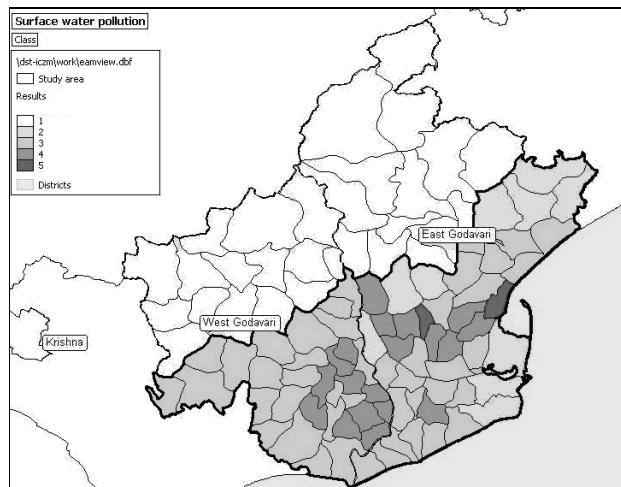 Surface water pollution
Class
\dst-iczm\work\eamview.dbf
Study area
Results
1
2
3
4
5
Districts
East Godavari
West Godavari
Krishna